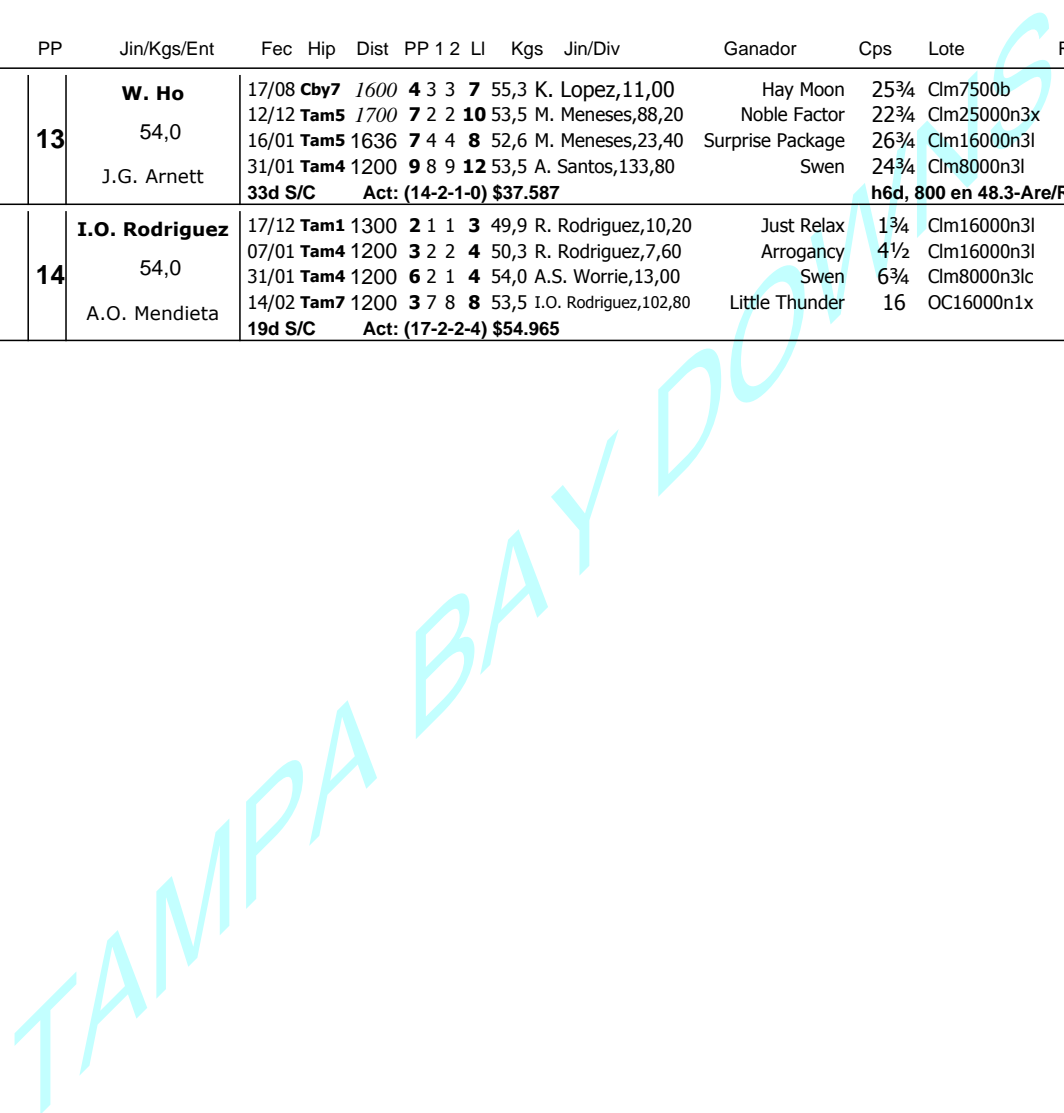 PP Jin/Kgs/Ent Fec Hip Dist PP 1 2 Ll Kgs Jin/Div Ganador Cps Lote
W. Ho
13
54,0
J.G. Arnett
17/08 Cby7 1600 4 3 3 7 55,3 K. Lopez,11,00 Hay Moon 25¾ Clm7500b
12/12 Tam5 1700 7 2 2 10 53,5 M. Meneses,88,20 Noble Factor 22¾ Clm25000n3x
16/01 Tam5 1636 7 4 4 8 52,6 M. Meneses,23,40 Surprise Package 26¾ Clm16000n3l
31/01 Tam4 1200 9 8 9 12 53,5 A. Santos,133,80 Swen 24¾ Clm8000n3l
33d S/C Act: (14-2-1-0) $37.587 h6d, 800 en 48.3-Are/R
I.O. Rodriguez
14
54,0
A.O. Mendieta
17/12 Tam1 1300 2 1 1 3 49,9 R. Rodriguez,10,20 Just Relax 1¾ Clm16000n3l
07/01 Tam4 1200 3 2 2 4 50,3 R. Rodriguez,7,60 Arrogancy 4½ Clm16000n3l
31/01 Tam4 1200 6 2 1 4 54,0 A.S. Worrie,13,00 Swen 6¾ Clm8000n3lc
14/02 Tam7 1200 3 7 8 8 53,5 I.O. Rodriguez,102,80 Little Thunder 16 OC16000n1x
19d S/C Act: (17-2-2-4) $54.965
TAMPA BAY DOWNS